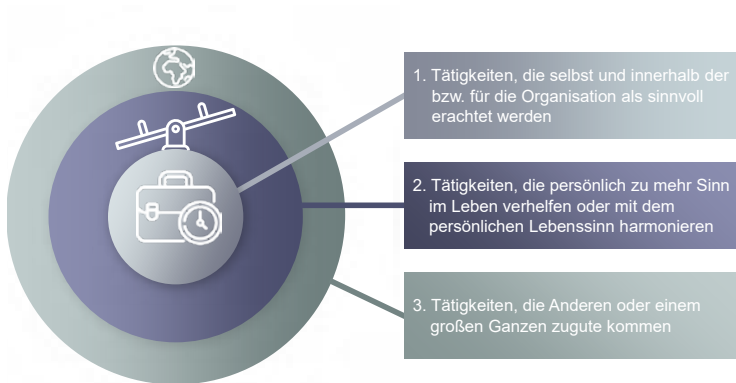 1. Tätigkeiten, die selbst und innerhalb der
bzw. für die Organisation als sinnvoll
erachtet werden
2. Tätigkeiten, die persönlich zu mehr Sinn
im Leben verhelfen oder mit dem
persönlichen Lebenssinn harmonieren
3. Tätigkeiten, die Anderen oder einem
großen Ganzen zugute kommen